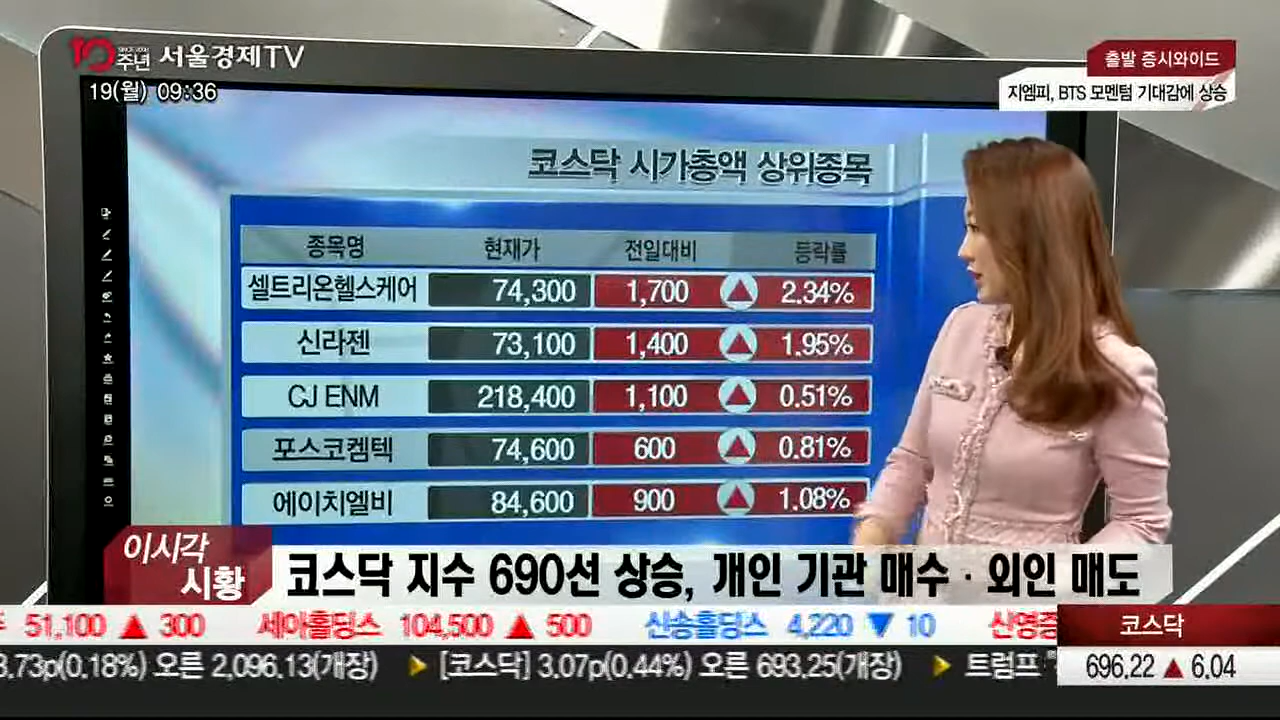 10주년 서울경제TV
SINCE 2008
19(월) 09:36
출발 증시와이드
지엠피, BTS 모멘텀 기대감에 상승
코스닥 시가총액 상위종목
종목명 현재가 전일대비 등락률
셀트리온헬스케어 74,300 1,700 ▲ 2.34%
신라젠 73,100 1,400 ▲ 1.95%
CJ ENM 218,400 1,100 ▲ 0.51%
포스코켐텍 74,600 600 ▲ 0.81%
에이치엘비 84,600 900 ▲ 1.08%
이시각 시황
코스닥 지수 690선 상승, 개인 기관 매수·외인 매도
51,100 ▲ 300 세아홀딩스 104,500 ▲ 500 신송홀딩스 4,220 ▼ 10 신영증
코스닥
3.73p(0.18%) 오른 2,096.13(개장) ▶ [코스닥] 3.07p(0.44%) 오른 693.25(개장) ▶ 트럼프
696.22 ▲ 6.04